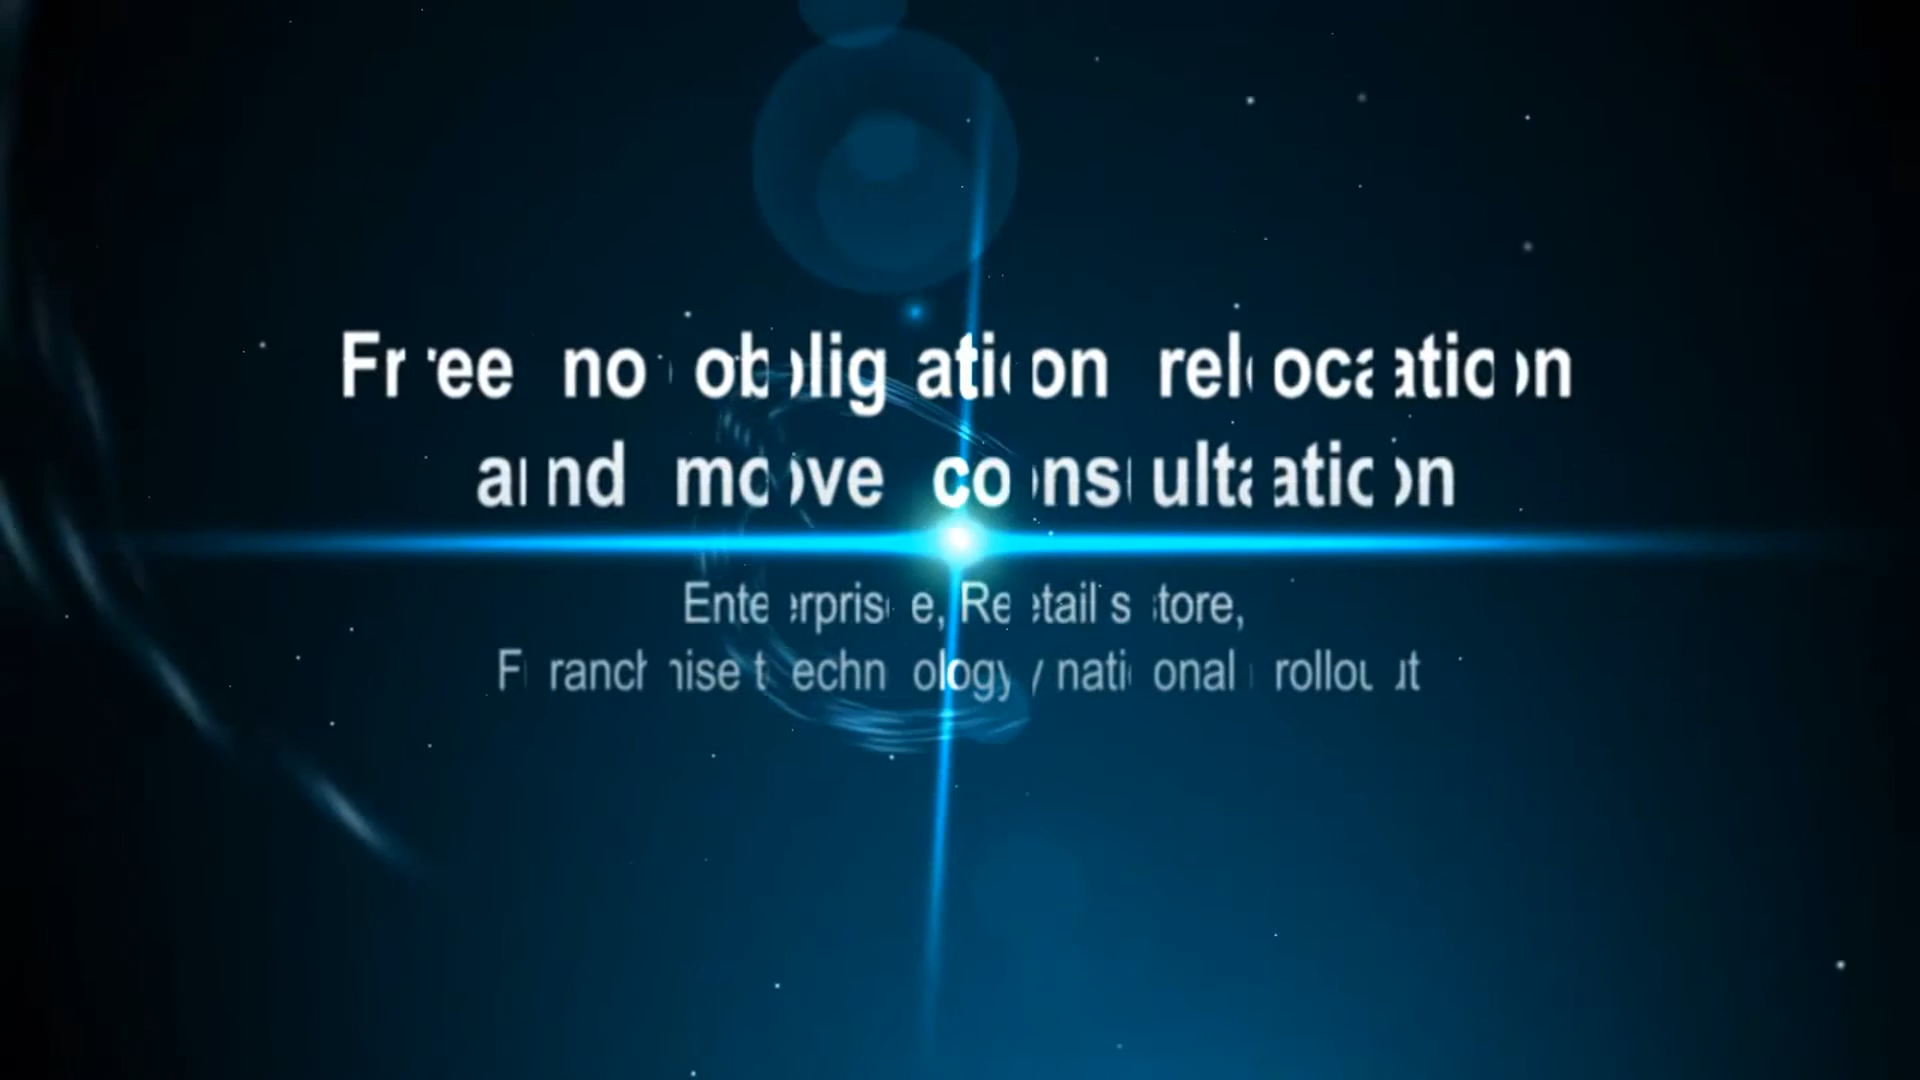 Free no obligation relocation
and move consultation
Enterprise, Retail store,
Franchise technology national rollout